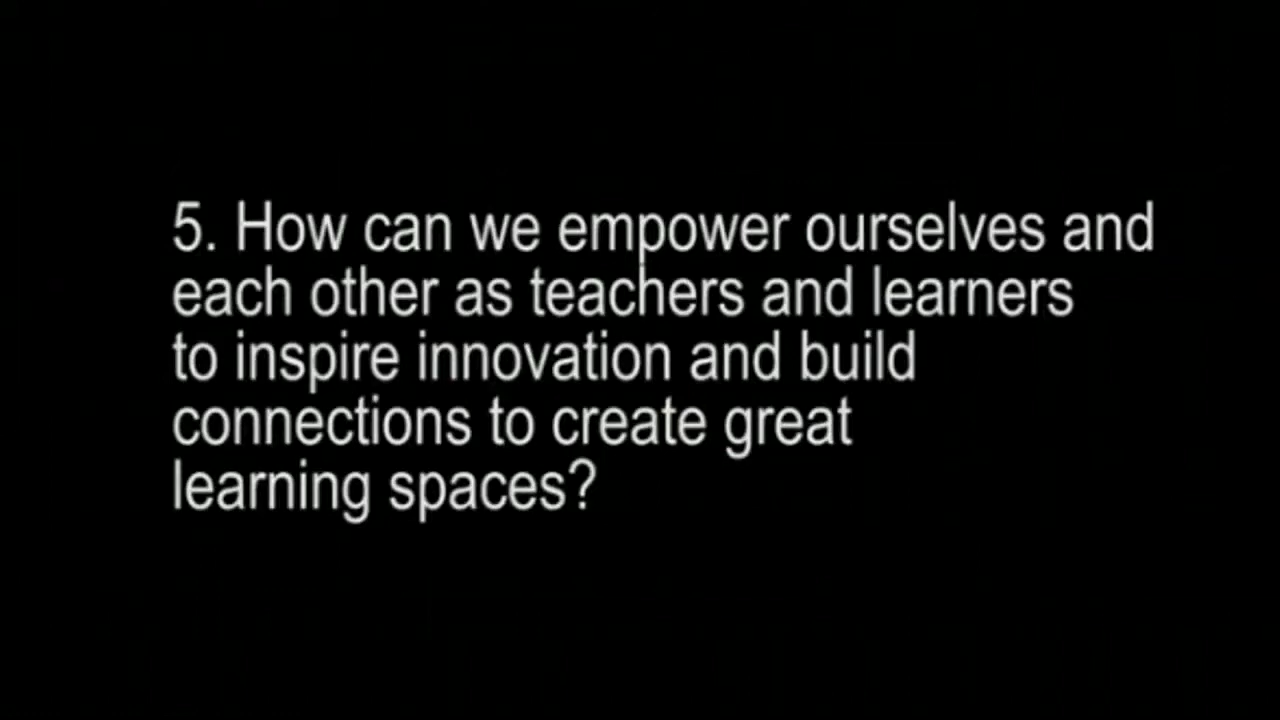 5. How can we empower ourselves and
each other as teachers and learners
to inspire innovation and build
connections to create great
learning spaces?